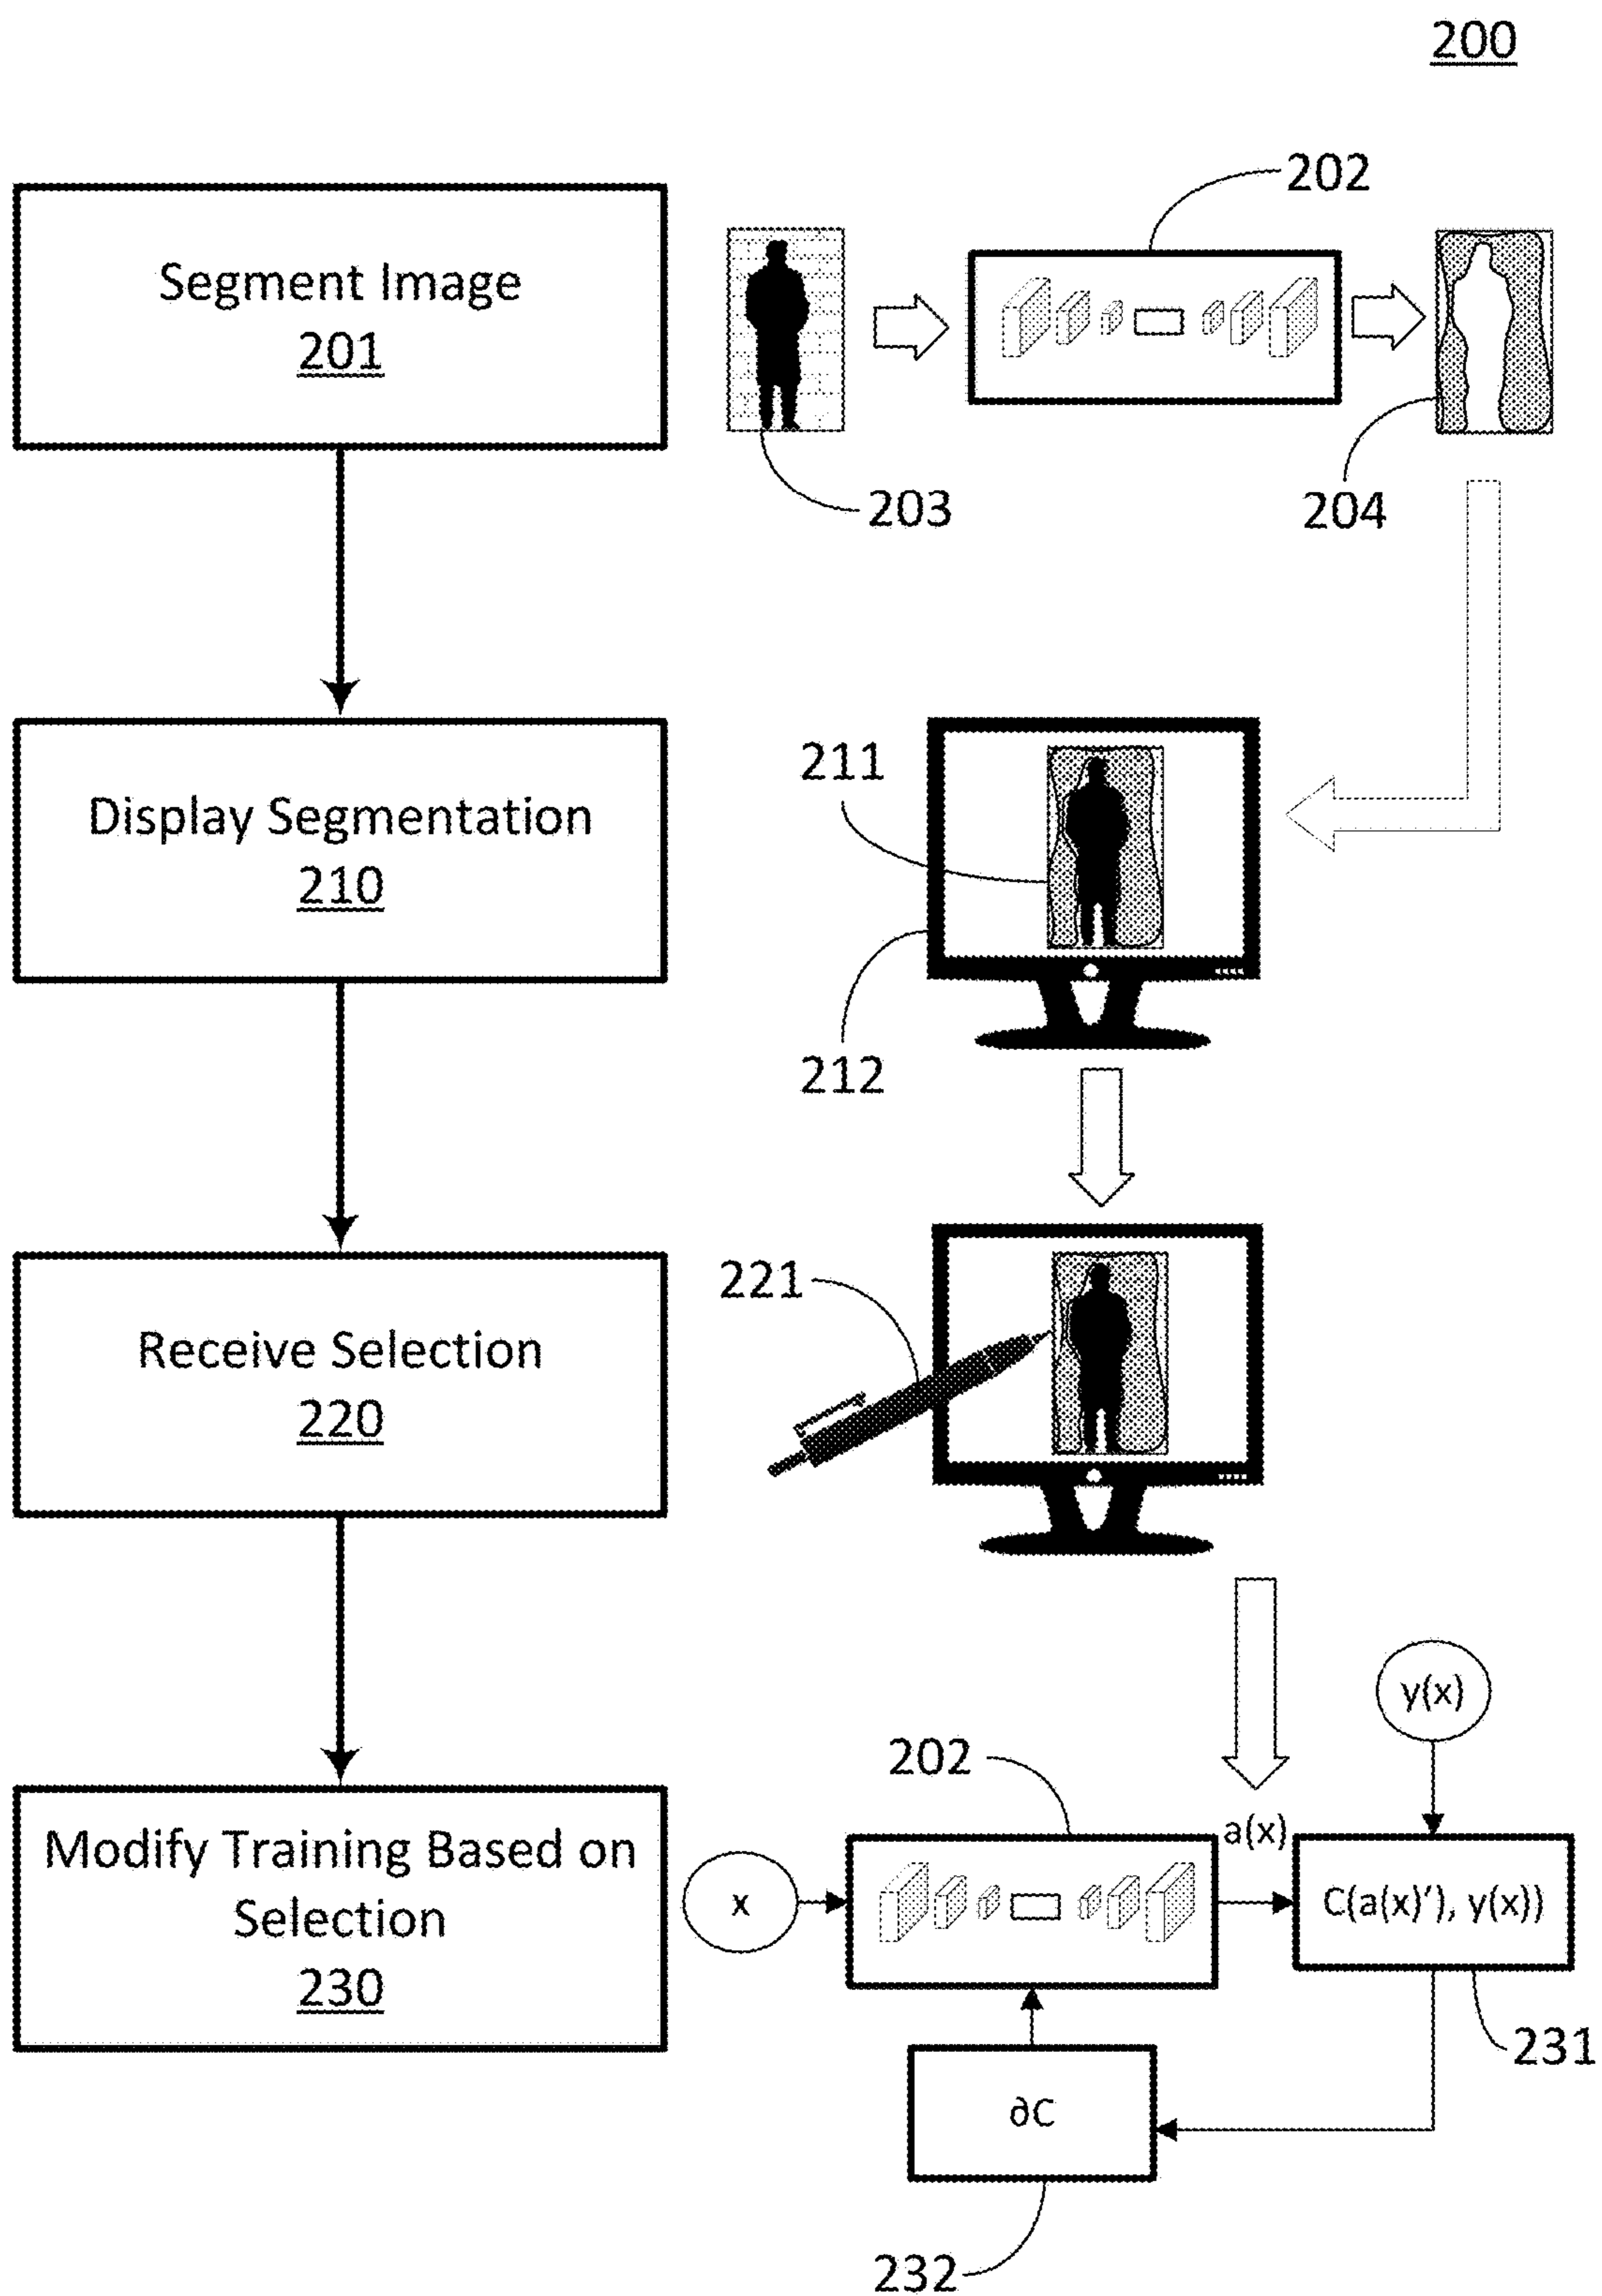 200
202
Segment Image
201
203
204
211
Display Segmentation
210
212
221
Receive Selection
220
y(x)
202
a(x)
Modify Training Based on
Selection
230
x
C(a(x)’), y(x))
231
∂C
232